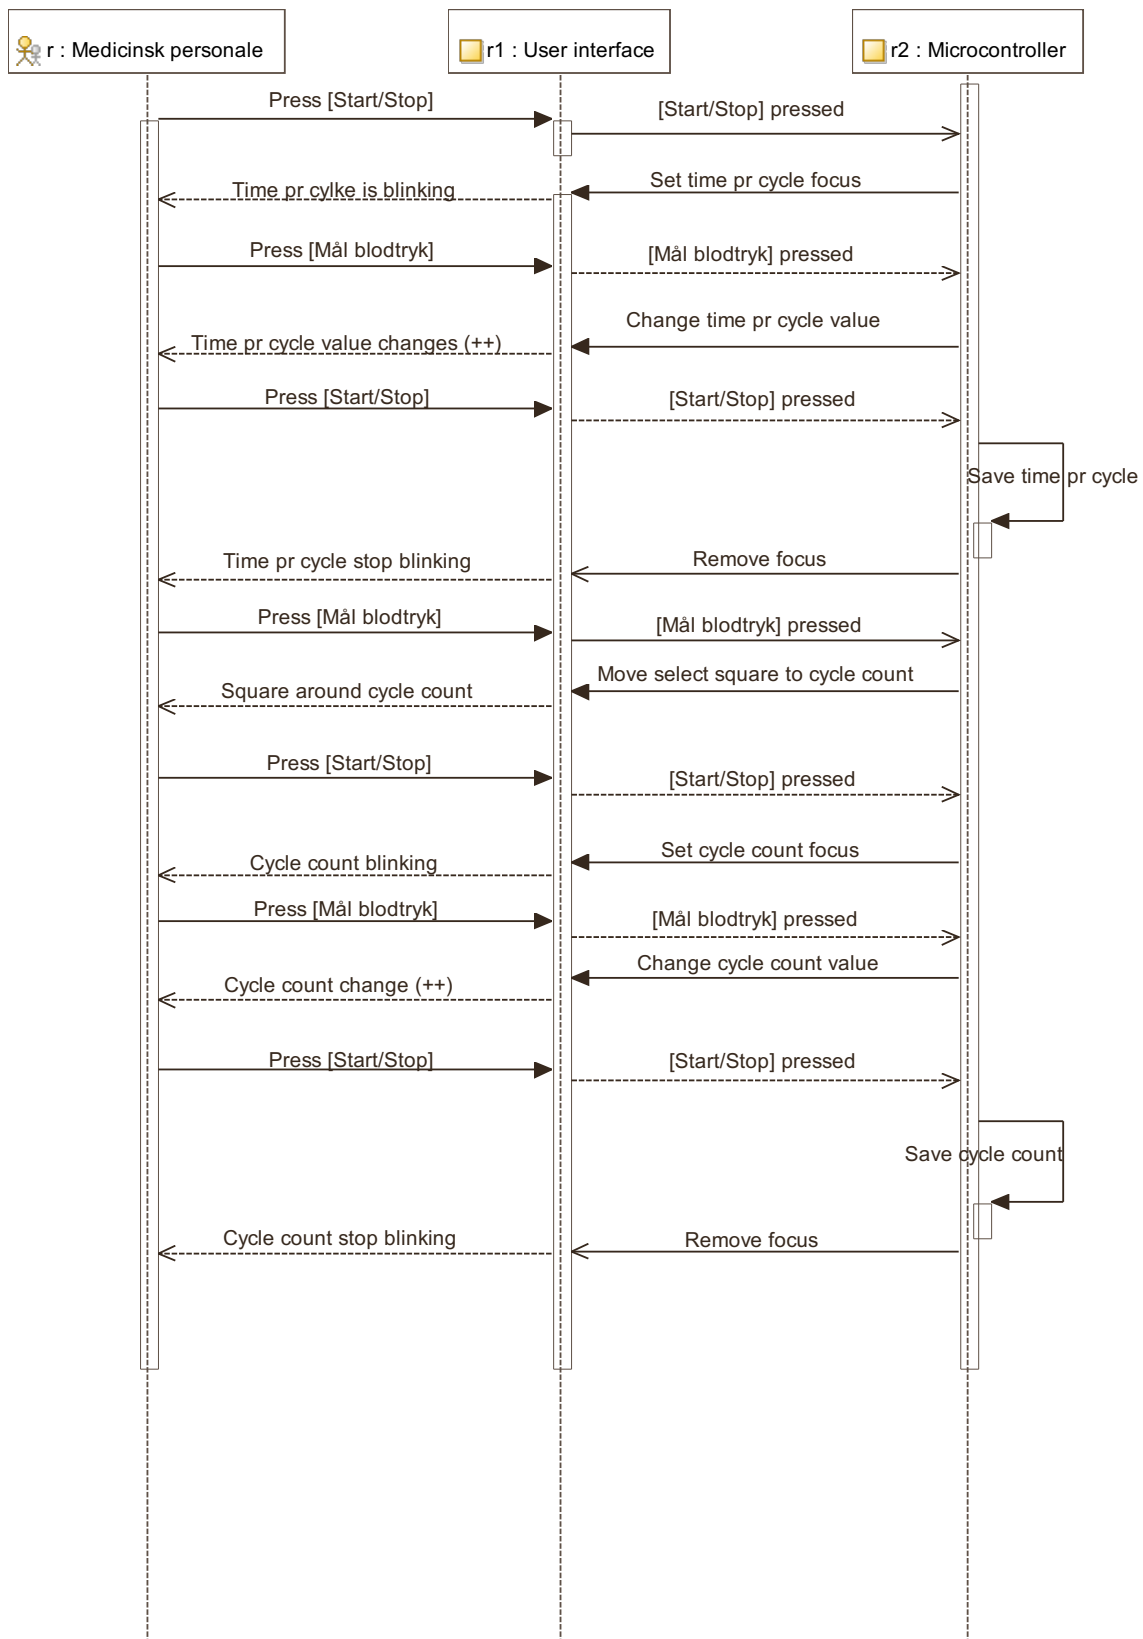 r : Medicinsk personale
r1 : User interface
r2 : Microcontroller
Press [Start/Stop]
[Start/Stop] pressed
Set time pr cycle focus
Time pr cylke is blinking
Press [Mål blodtryk]
[Mål blodtryk] pressed
Change time pr cycle value
Time pr cycle value changes (++)
Press [Start/Stop]
[Start/Stop] pressed
Save time pr cycle
Remove focus
Time pr cycle stop blinking
Press [Mål blodtryk]
[Mål blodtryk] pressed
Move select square to cycle count
Square around cycle count
Press [Start/Stop]
[Start/Stop] pressed
Set cycle count focus
Cycle count blinking
Press [Mål blodtryk]
[Mål blodtryk] pressed
Change cycle count value
Cycle count change (++)
Press [Start/Stop]
[Start/Stop] pressed
Save cycle count
Cycle count stop blinking
Remove focus